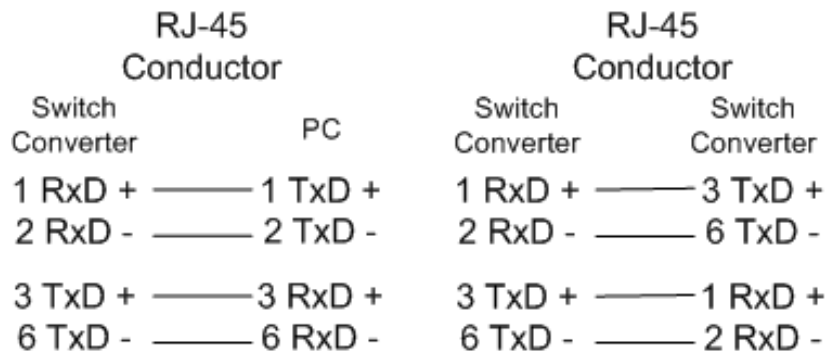 RJ-45
Conductor
Switch
Converter
PC
1 RxD + 1 TxD +
2 RxD - 2 TxD -
3 TxD + 3 RxD +
6 TxD - 6 RxD -
RJ-45
Conductor
Switch
Converter
Switch
Converter
1 RxD + 3 TxD +
2 RxD - 6 TxD -
3 TxD + 1 RxD +
6 TxD - 2 RxD -